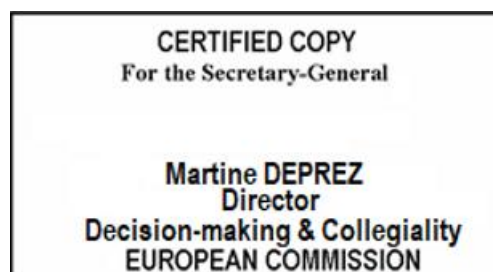 CERTIFIED COPY
For the Secretary-General
Martine DEPREZ
Director
Decision-making & Collegiality
EUROPEAN COMMISSION